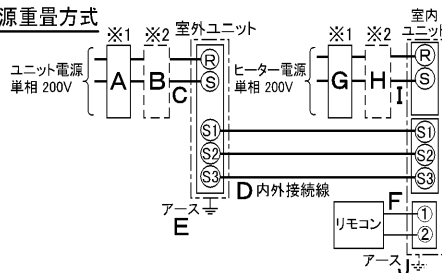 源重畳方式
※1 ※2 室外ユニット
ユニット電源
単相 200V
A B C
R
S
S1
S2
S3
D 内外接続線
アース
E
※1 ※2 室内
ユニット
ヒーター電源
単相 200V
G H I
R
S
S1
S2
S3
リモコン
F
1
2
アース
J